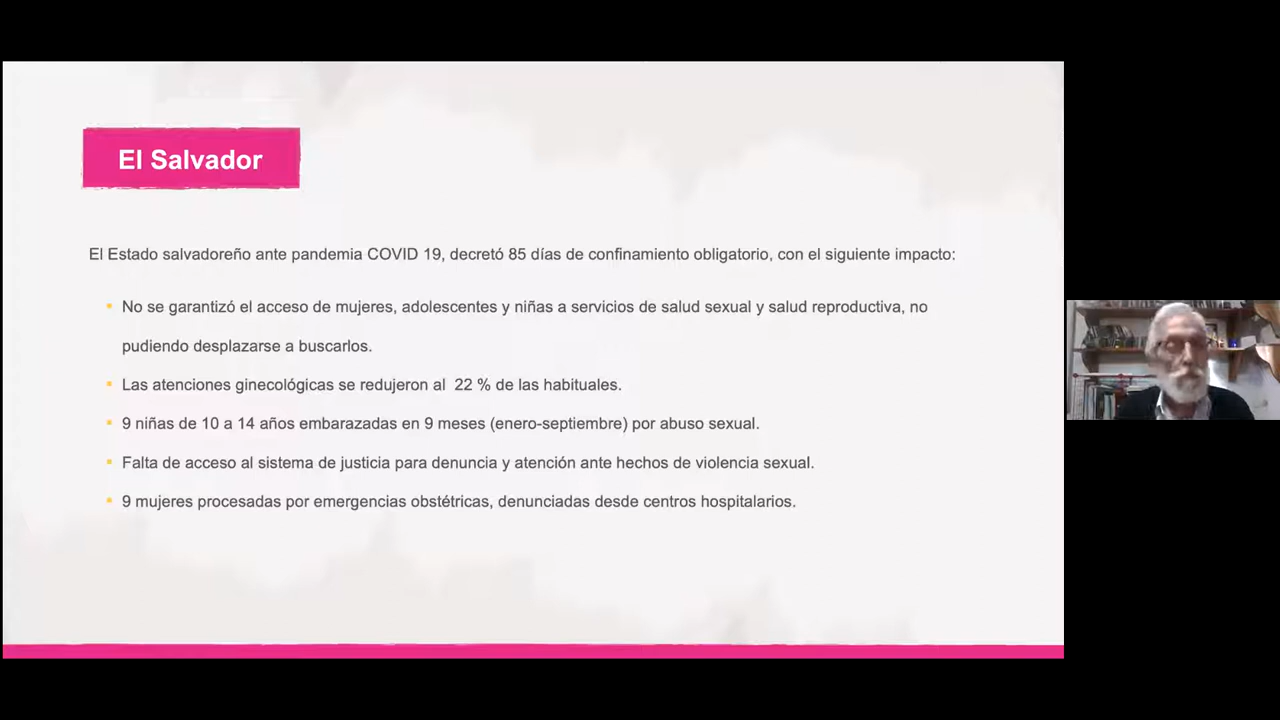 El Salvador
El Estado salvadoreño ante pandemia COVID 19, decretó 85 días de confinamiento obligatorio, con el siguiente impacto:
No se garantizó el acceso de mujeres, adolescentes y niñas a servicios de salud sexual y salud reproductiva, no
pudiendo desplazarse a buscarlos.
Las atenciones ginecológicas se redujeron al 22 % de las habituales.
9 niñas de 10 a 14 años embarazadas en 9 meses (enero-septiembre) por abuso sexual.
Falta de acceso al sistema de justicia para denuncia y atención ante hechos de violencia sexual.
9 mujeres procesadas por emergencias obstétricas, denunciadas desde centros hospitalarios.